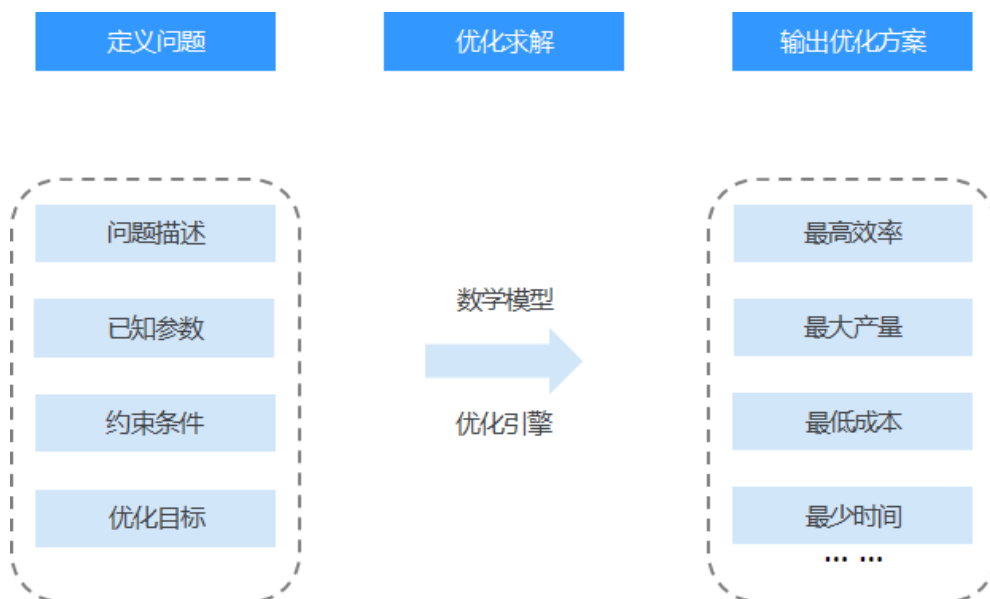 定义问题
优化求解
输出优化方案
问题描述
已知参数
约束条件
优化目标
数学模型
优化引擎
最高效率
最大产量
最低成本
最少时间
... ...